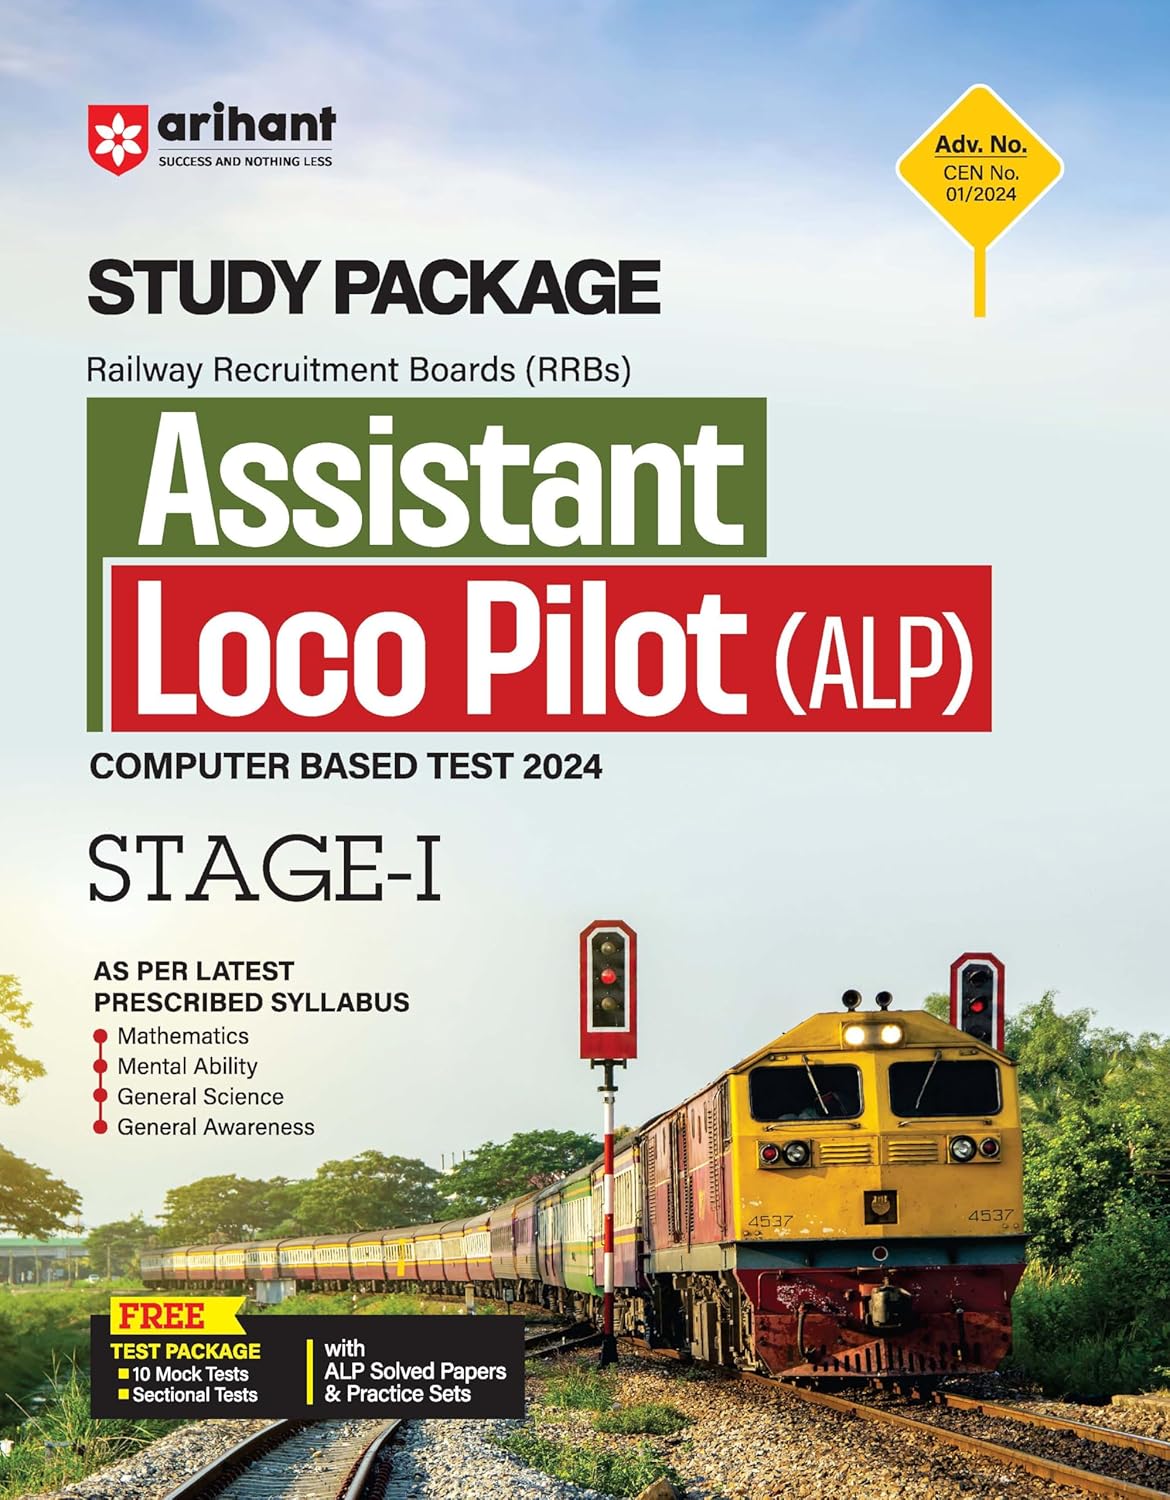 arihant
SUCCESS AND NOTHING LESS
Adv. No.
CEN No.
01/2024
STUDY PACKAGE
Railway Recruitment Boards (RRBs)
Assistant
Loco Pilot (ALP)
COMPUTER BASED TEST 2024
STAGE-I
AS PER LATEST
PRESCRIBED SYLLABUS
Mathematics
Mental Ability
General Science
General Awareness
4537
4537
FREE
TEST PACKAGE
10 Mock Tests
Sectional Tests
with
ALP Solved Papers
& Practice Sets